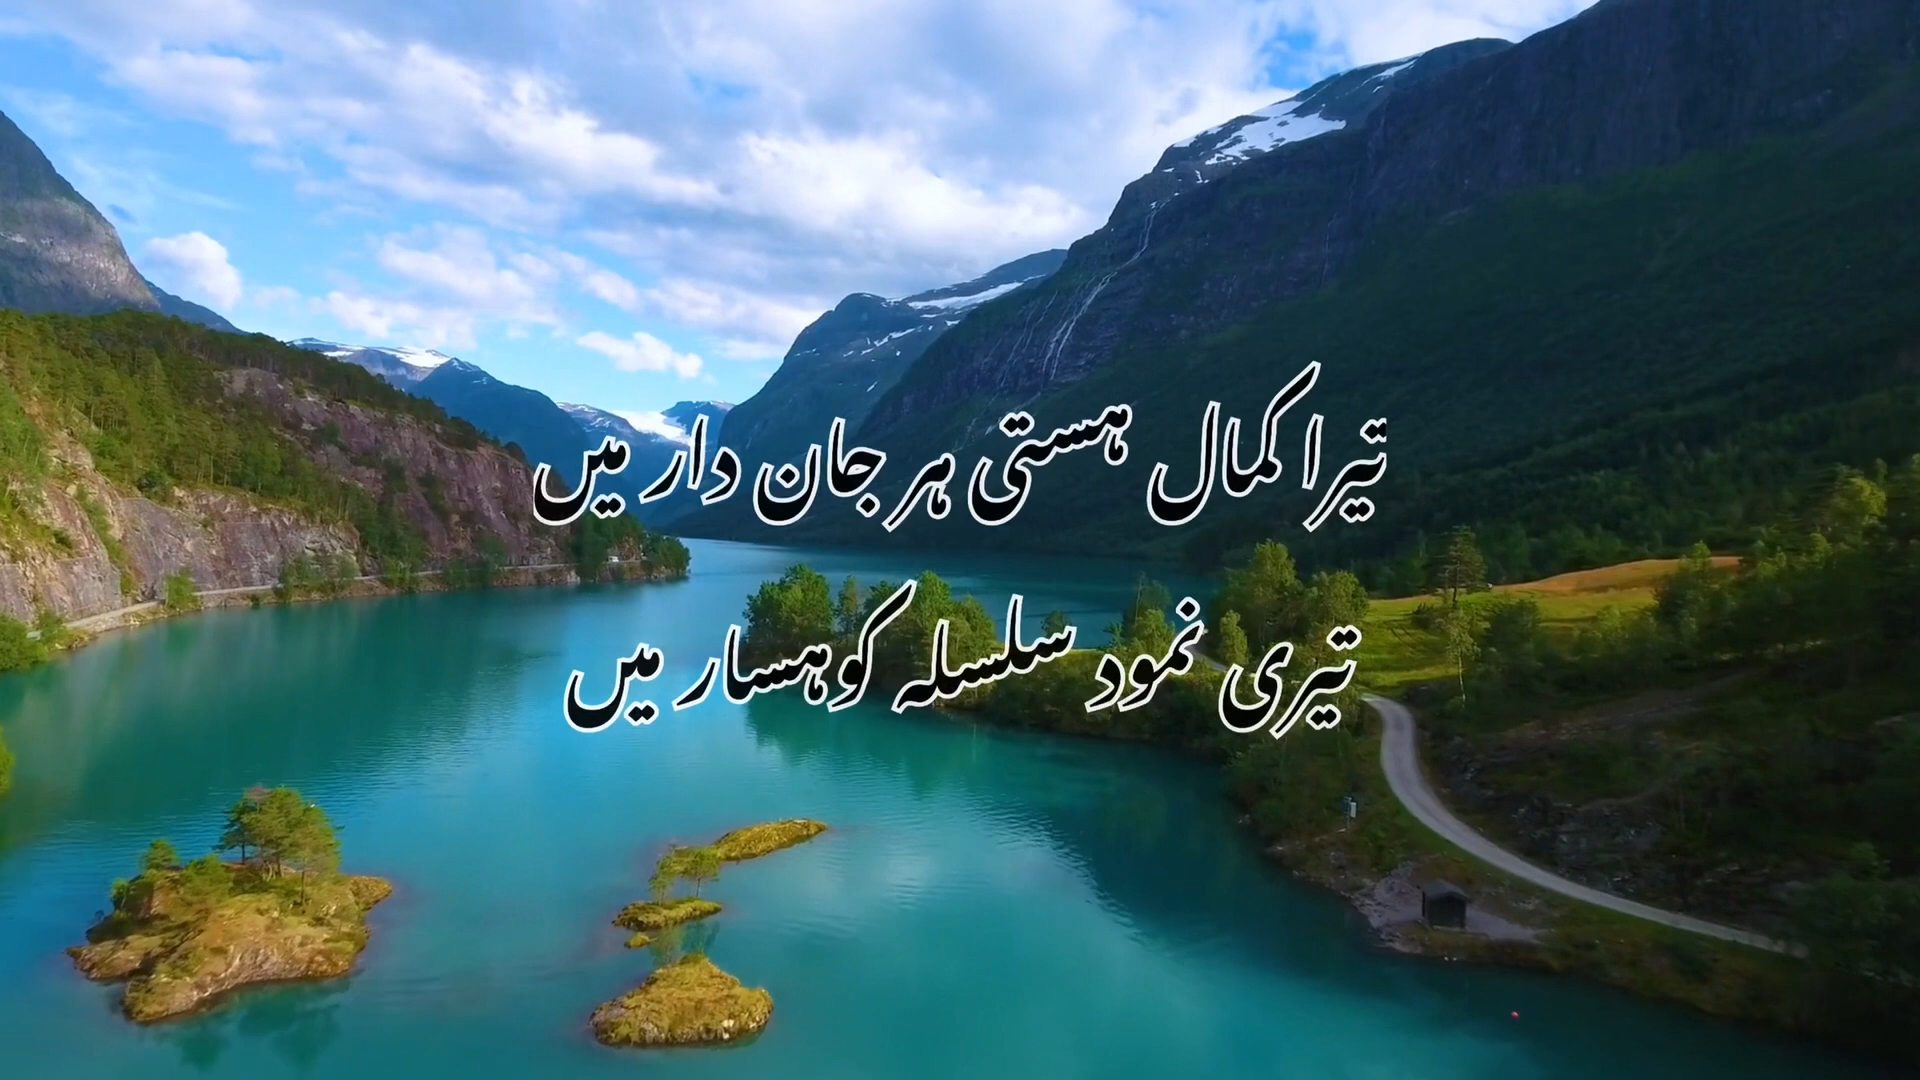 تیرا کمال ہستی ہر جان دار میں
تیری نمود سلسلہ کوہسار میں